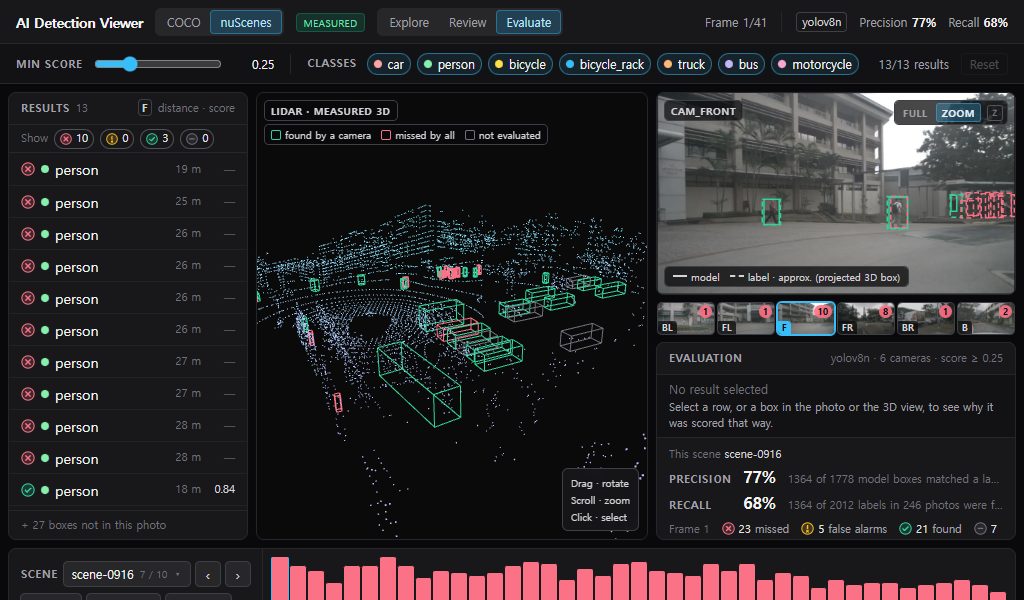 AI Detection Viewer COCO nuScenes MEASURED Explore Review Evaluate Frame 1/41 yolov8n Precision 77% Recall 68%
MIN SCORE 0.25 CLASSES car person bicycle bicycle_rack truck bus motorcycle 13/13 results Reset
RESULTS 13 F distance · score
Show 10 0 3 0
person 19 m —
person 25 m —
person 26 m —
person 26 m —
person 26 m —
person 26 m —
person 27 m —
person 27 m —
person 28 m —
person 28 m —
person 18 m 0.84
+ 27 boxes not in this photo
LIDAR · MEASURED 3D
found by a camera missed by all not evaluated
Drag · rotate
Scroll · zoom
Click · select
CAM_FRONT FULL ZOOM Z
model label · approx. (projected 3D box)
BL 1 FL 1 F 10 FR 8 BR 1 B 2
EVALUATION yolov8n · 6 cameras · score ≥ 0.25
No result selected
Select a row, or a box in the photo or the 3D view, to see why it
was scored that way.
This scene scene-0916
PRECISION 77% 1364 of 1778 model boxes matched a la…
RECALL 68% 1364 of 2012 labels in 246 photos were f…
Frame 1 23 missed 5 false alarms 21 found 7
SCENE scene-0916 7 / 10 ‹ ›